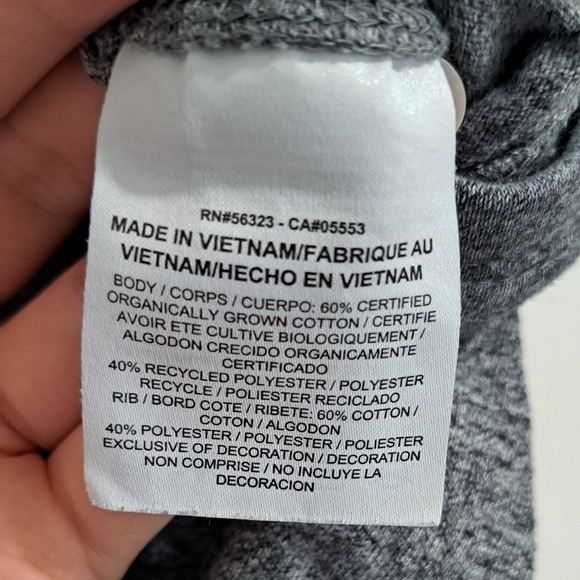 RN#56323 - CA#05553
MADE IN VIETNAM/FABRIQUE AU
VIETNAM/HECHO EN VIETNAM
BODY / CORPS / CUERPO: 60% CERTIFIED
ORGANICALLY GROWN COTTON / CERTIFIE
AVOIR ETE CULTIVE BIOLOGIQUEMENT /
ALGODON CRECIDO ORGANICAMENTE
CERTIFICADO
40% RECYCLED POLYESTER / POLYESTER
RECYCLE / POLIESTER RECICLADO
RIB / BORD COTE / RIBETE: 60% COTTON /
COTON / ALGODON
40% POLYESTER / POLYESTER / POLIESTER
EXCLUSIVE OF DECORATION / DECORATION
NON COMPRISE / NO INCLUYE LA
DECORACION